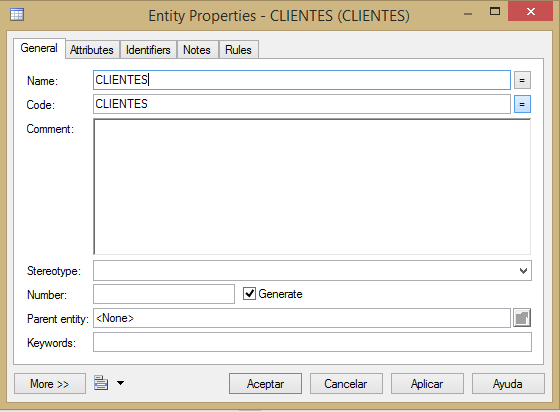 Entity Properties - CLIENTES (CLIENTES)
General Attributes Identifiers Notes Rules
Name: CLIENTES =
Code: CLIENTES =
Comment:
Stereotype:
Number: Generate
Parent entity: <None>
Keywords:
More >> Aceptar Cancelar Aplicar Ayuda